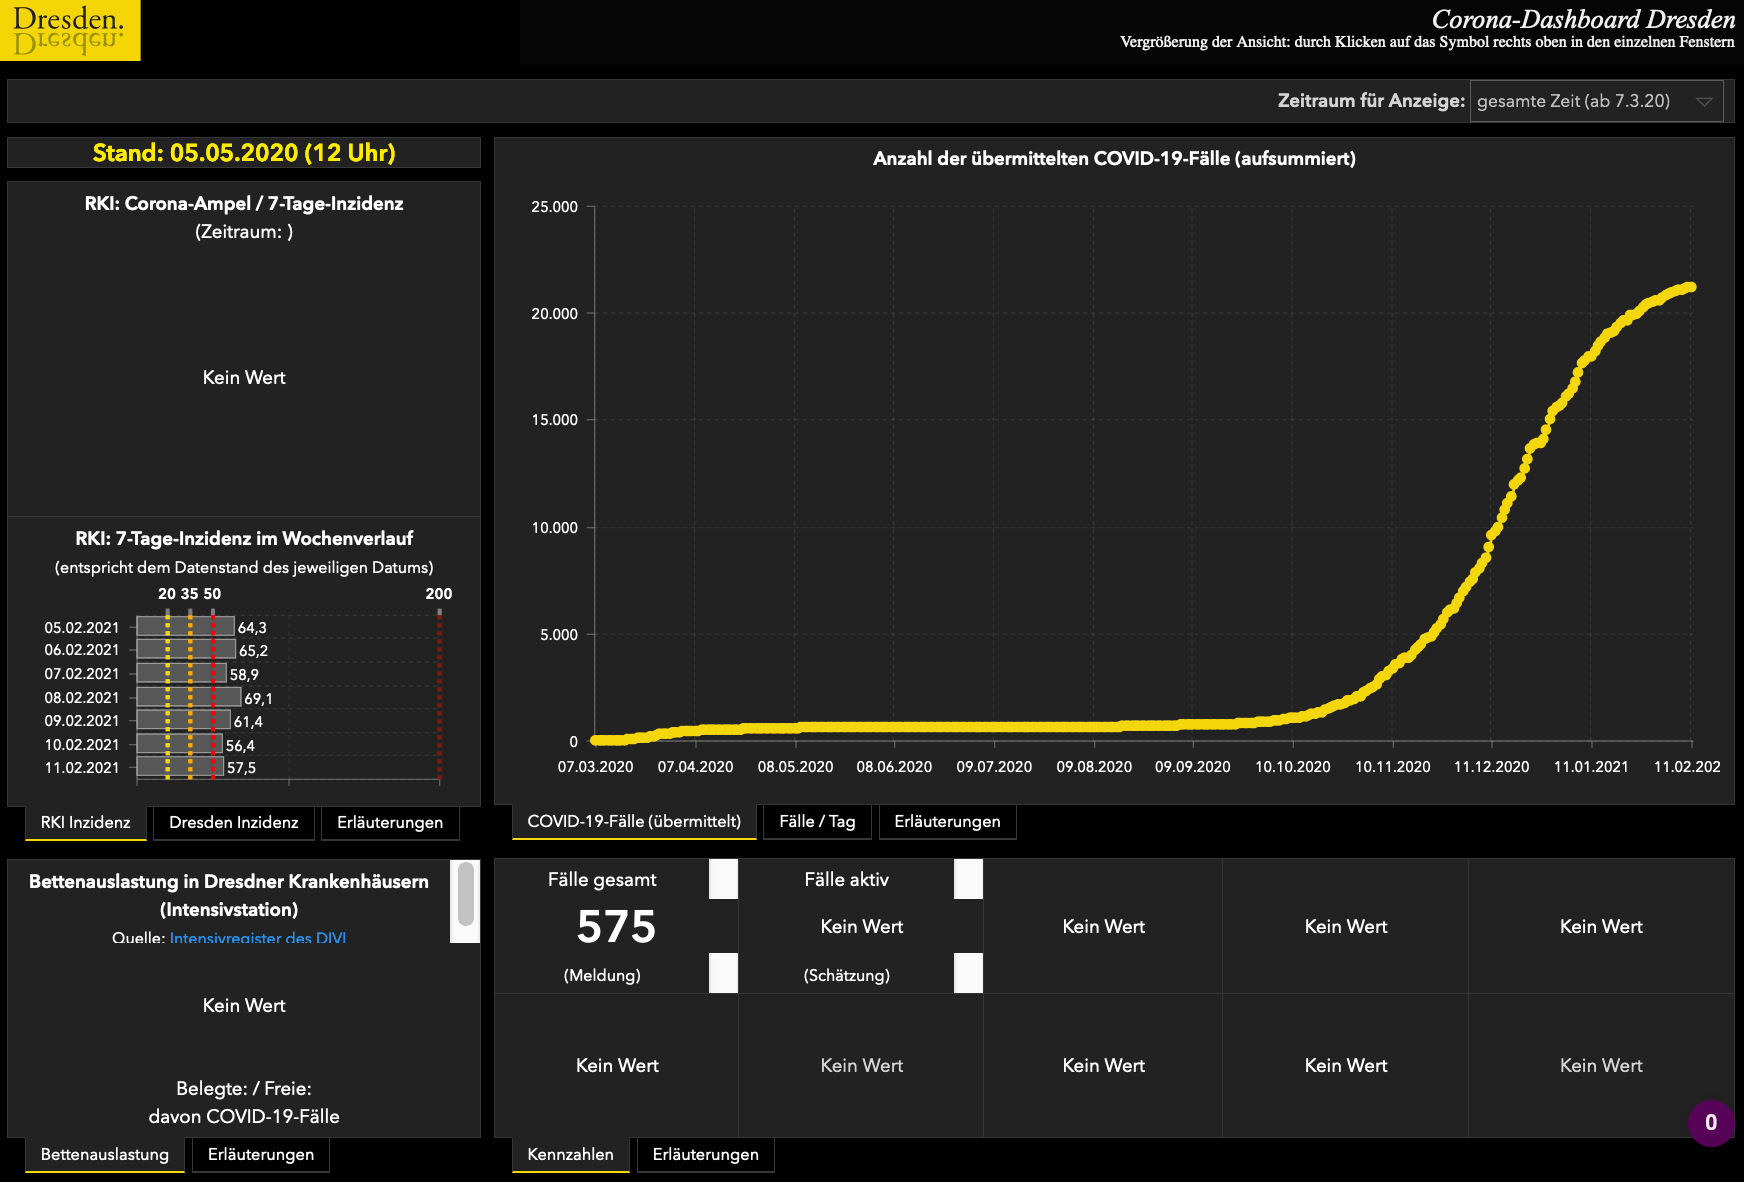 Dresden.
Dresden.
Corona-Dashboard Dresden
Vergrößerung der Ansicht: durch Klicken auf das Symbol rechts oben in den einzelnen Fenstern
Zeitraum für Anzeige:
gesamte Zeit (ab 7.3.20)
Stand: 05.05.2020 (12 Uhr)
RKI: Corona-Ampel / 7-Tage-Inzidenz
(Zeitraum: )
Kein Wert
RKI: 7-Tage-Inzidenz im Wochenverlauf
(entspricht dem Datenstand des jeweiligen Datums)
20 35 50 200
05.02.2021 64,3
06.02.2021 65,2
07.02.2021 58,9
08.02.2021 69,1
09.02.2021 61,4
10.02.2021 56,4
11.02.2021 57,5
RKI Inzidenz Dresden Inzidenz Erläuterungen
Anzahl der übermittelten COVID-19-Fälle (aufsummiert)
25.000
20.000
15.000
10.000
5.000
0
07.03.2020 07.04.2020 08.05.2020 08.06.2020 09.07.2020 09.08.2020 09.09.2020 10.10.2020 10.11.2020 11.12.2020 11.01.2021 11.02.202
COVID-19-Fälle (übermittelt) Fälle / Tag Erläuterungen
Bettenauslastung in Dresdner Krankenhäusern
(Intensivstation)
Quelle: Intensivregister des DIVI
Kein Wert
Belegte: / Freie:
davon COVID-19-Fälle
Bettenauslastung Erläuterungen
Fälle gesamt
575
(Meldung)
Fälle aktiv
Kein Wert
(Schätzung)
Kein Wert
Kein Wert
Kein Wert
Kein Wert
Kein Wert
Kein Wert
Kein Wert
Kein Wert
0
Kennzahlen Erläuterungen